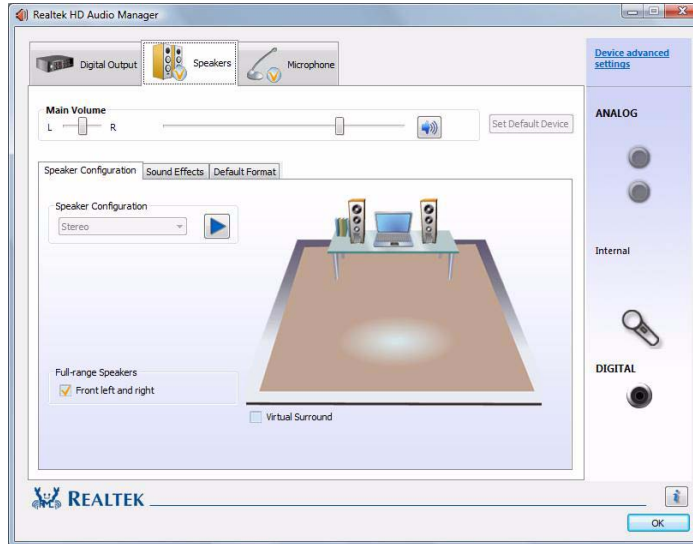 Realtek HD Audio Manager
Digital Output
Speakers
Microphone
Device advanced
settings
Main Volume
L
R
Set Default Device
ANALOG
Speaker Configuration
Sound Effects
Default Format
Speaker Configuration
Stereo
Internal
Full-range Speakers
Front left and right
Virtual Surround
DIGITAL
REALTEK
OK